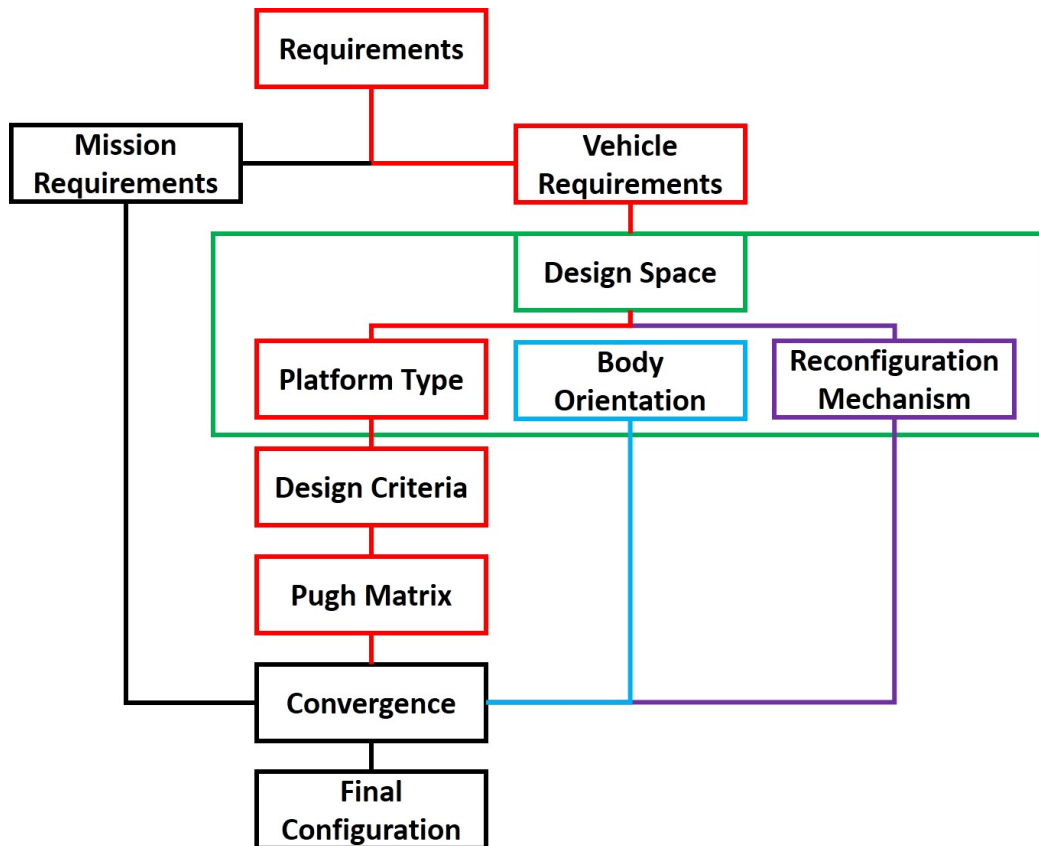 Requirements
Mission
Requirements
Vehicle
Requirements
Design Space
Platform Type
Body
Orientation
Reconfiguration
Mechanism
Design Criteria
Pugh Matrix
Convergence
Final
Configuration